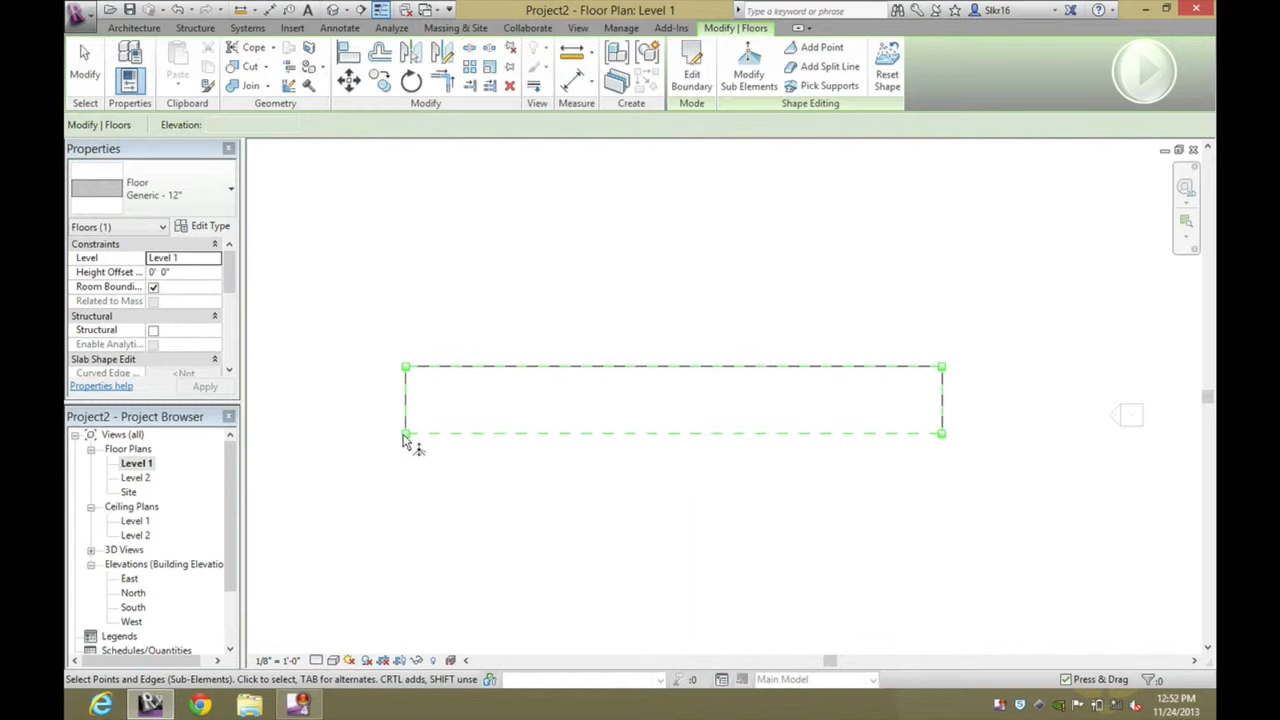 Project2 - Floor Plan: Level 1
Type a keyword or phrase
Slkr16
Architecture Structure Systems Insert Annotate Analyze Massing & Site Collaborate View Manage Add-Ins Modify | Floors
Modify
Paste
Cope
Cut
Join
Edit
Boundary
Modify
Sub Elements
Add Point
Add Split Line
Pick Supports
Reset
Shape
Select Properties Clipboard Geometry Modify View Measure Create Mode Shape Editing
Modify | Floors Elevation:
Properties
Floor
Generic - 12"
Floors (1) Edit Type
Constraints
Level Level 1
Height Offset ... 0' 0"
Room Boundi...
Related to Mass
Structural
Structural
Enable Analyti...
Slab Shape Edit
Curved Edge ... <Not
Properties help Apply
Project2 - Project Browser
Views (all)
Floor Plans
Level 1
Level 2
Site
Ceiling Plans
Level 1
Level 2
3D Views
Elevations (Building Elevatio
East
North
South
West
Legends
Schedules/Quantities
1/8" = 1'-0"
Select Points and Edges (Sub-Elements). Click to select, TAB for alternates. CRTL adds, SHIFT unse
:0
Main Model
Press & Drag
:0
12:52 PM
11/24/2013